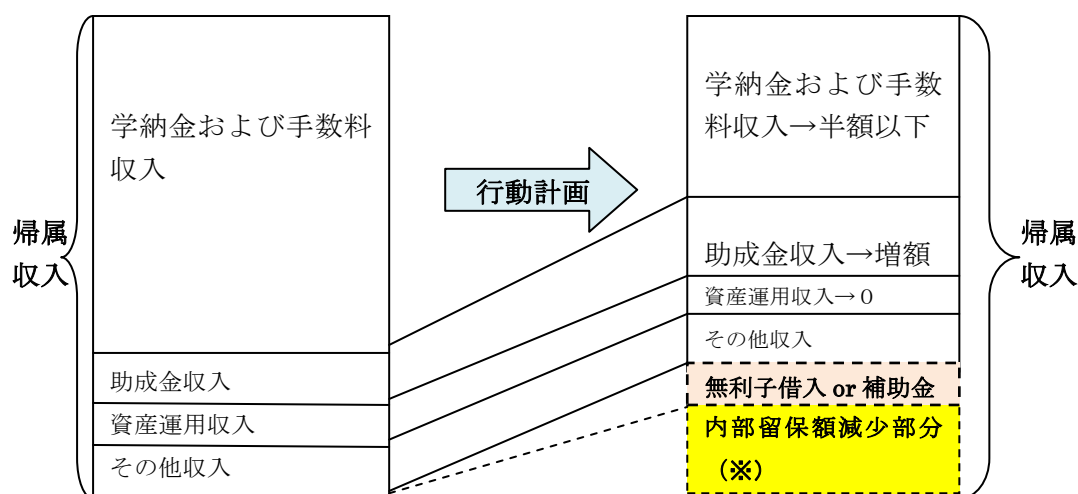 帰属
収入
学納金および手数料
収入
助成金収入
資産運用収入
その他収入
行動計画
学納金および手数
料収入→半額以下
助成金収入→増額
資産運用収入→0
その他収入
無利子借入 or 補助金
内部留保額減少部分
(※)
帰属
収入